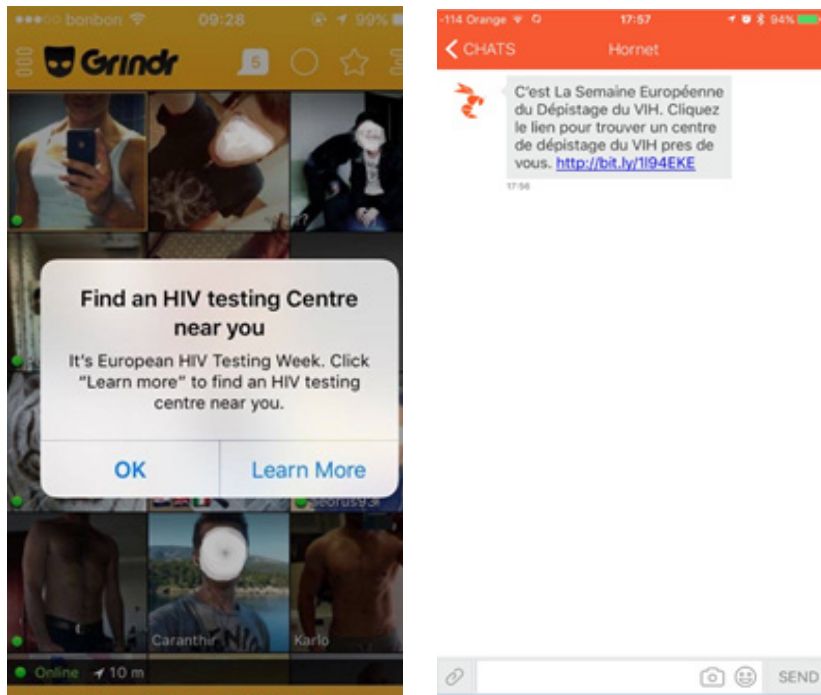 bonbon 09:28 99%
Grindr 5
Find an HIV testing Centre
near you
It's European HIV Testing Week. Click
"Learn more" to find an HIV testing
centre near you.
OK Learn More
Seorus93
Caranthir Karlo
Online 10 m
-114 Orange 17:57 94%
CHATS Hornet
C'est La Semaine Européenne
du Dépistage du VIH. Cliquez
le lien pour trouver un centre
de dépistage du VIH pres de
vous. http://bit.ly/1I94EKE
17:56
SEND